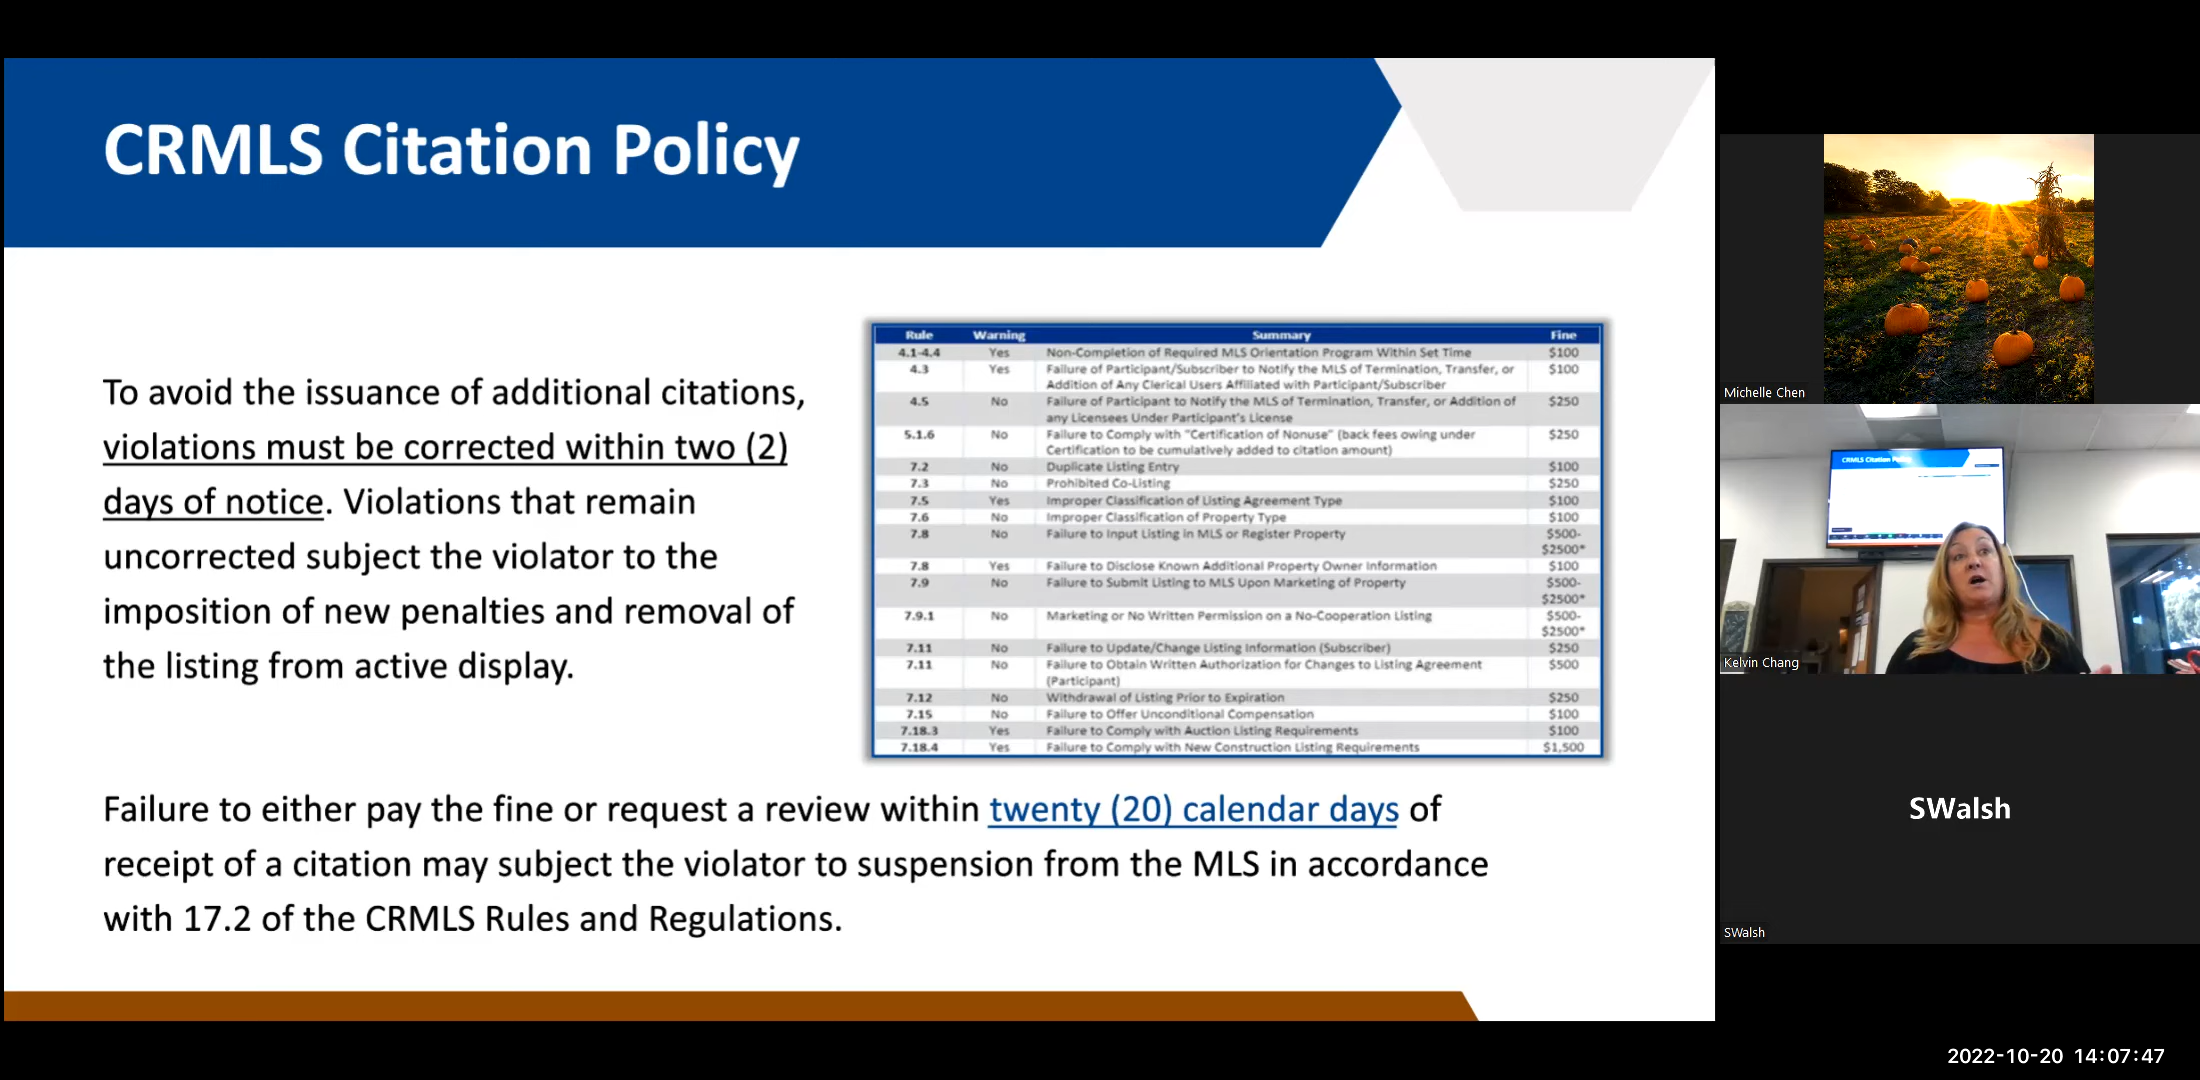 CRMLS Citation Policy
To avoid the issuance of additional citations,
violations must be corrected within two (2)
days of notice. Violations that remain
uncorrected subject the violator to the
imposition of new penalties and removal of
the listing from active display.
Rule Warning Summary Fine
4.1-4.4 Yes Non-Completion of Required MLS Orientation Program Within Set Time $100
4.3 Yes Failure of Participant/Subscriber to Notify the MLS of Termination, Transfer, or $100
Addition of Any Clerical Users Affiliated with Participant/Subscriber
4.5 No Failure of Participant to Notify the MLS of Termination, Transfer, or Addition of $250
any Licensees Under Participant's License
5.1.6 No Failure to Comply with "Certification of Nonuse" (back fees owing under $250
Certification to be cumulatively added to citation amount)
7.2 No Duplicate Listing Entry $100
7.3 No Prohibited Co-Listing $250
7.5 Yes Improper Classification of Listing Agreement Type $100
7.6 No Improper Classification of Property Type $100
7.8 No Failure to Input Listing in MLS or Register Property $500-
$2500*
7.8 Yes Failure to Disclose Known Additional Property Owner Information $100
7.9 No Failure to Submit Listing to MLS Upon Marketing of Property $500-
$2500*
7.9.1 No Marketing or No Written Permission on a No-Cooperation Listing $500-
$2500*
7.11 No Failure to Update/Change Listing Information (Subscriber) $250
7.11 No Failure to Obtain Written Authorization for Changes to Listing Agreement $500
(Participant)
7.12 No Withdrawal of Listing Prior to Expiration $250
7.15 No Failure to Offer Unconditional Compensation $100
7.18.3 Yes Failure to Comply with Auction Listing Requirements $100
7.18.4 Yes Failure to Comply with New Construction Listing Requirements $1,500
Failure to either pay the fine or request a review within twenty (20) calendar days of
receipt of a citation may subject the violator to suspension from the MLS in accordance
with 17.2 of the CRMLS Rules and Regulations.
Michelle Chen
CRMLS Citation Policy
Kelvin Chang
SWalsh
SWalsh
2022-10-20 14:07:47